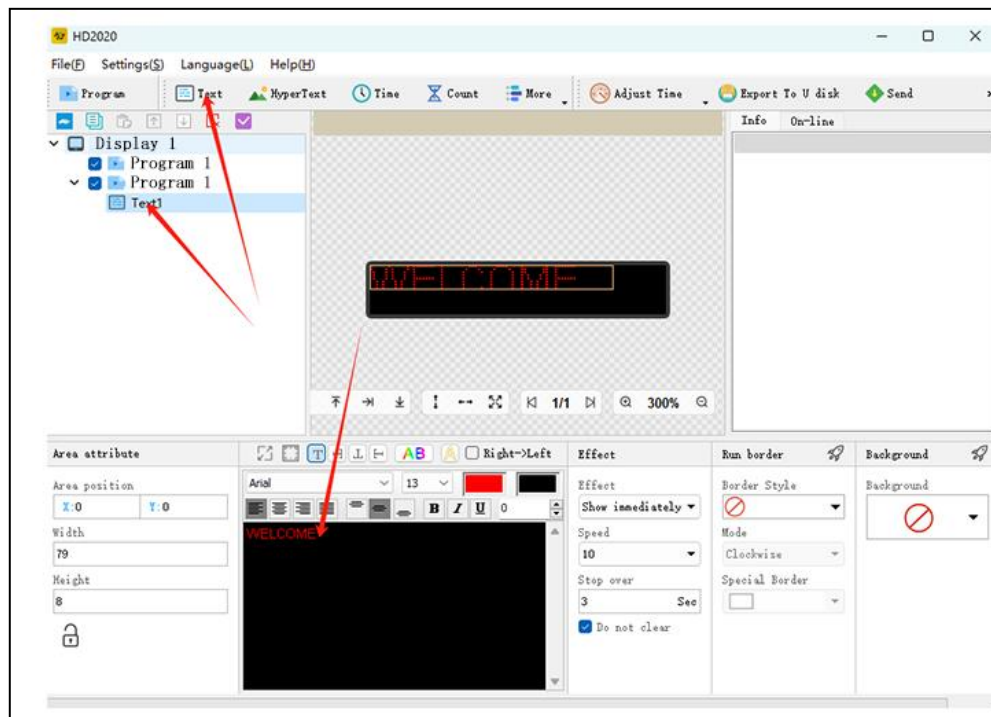 HD2020
File(F) Settings(S) Language(L) Help(H)
Program Text HyperText Time Count More Adjust Time Export To U disk Send
Info On-line
Display 1
Program 1
Program 1
Text1
WELCOME
1/1 300%
Area attribute AB A Right->Left Effect Run border Background
Area position Arial 13 Effect Border Style Background
X:0 Y:0 B I U 0 Show immediately
Width WELCOME Speed Mode
79 10 Clockwise
Height Stop over Special Border
8 3 Sec
Do not clear